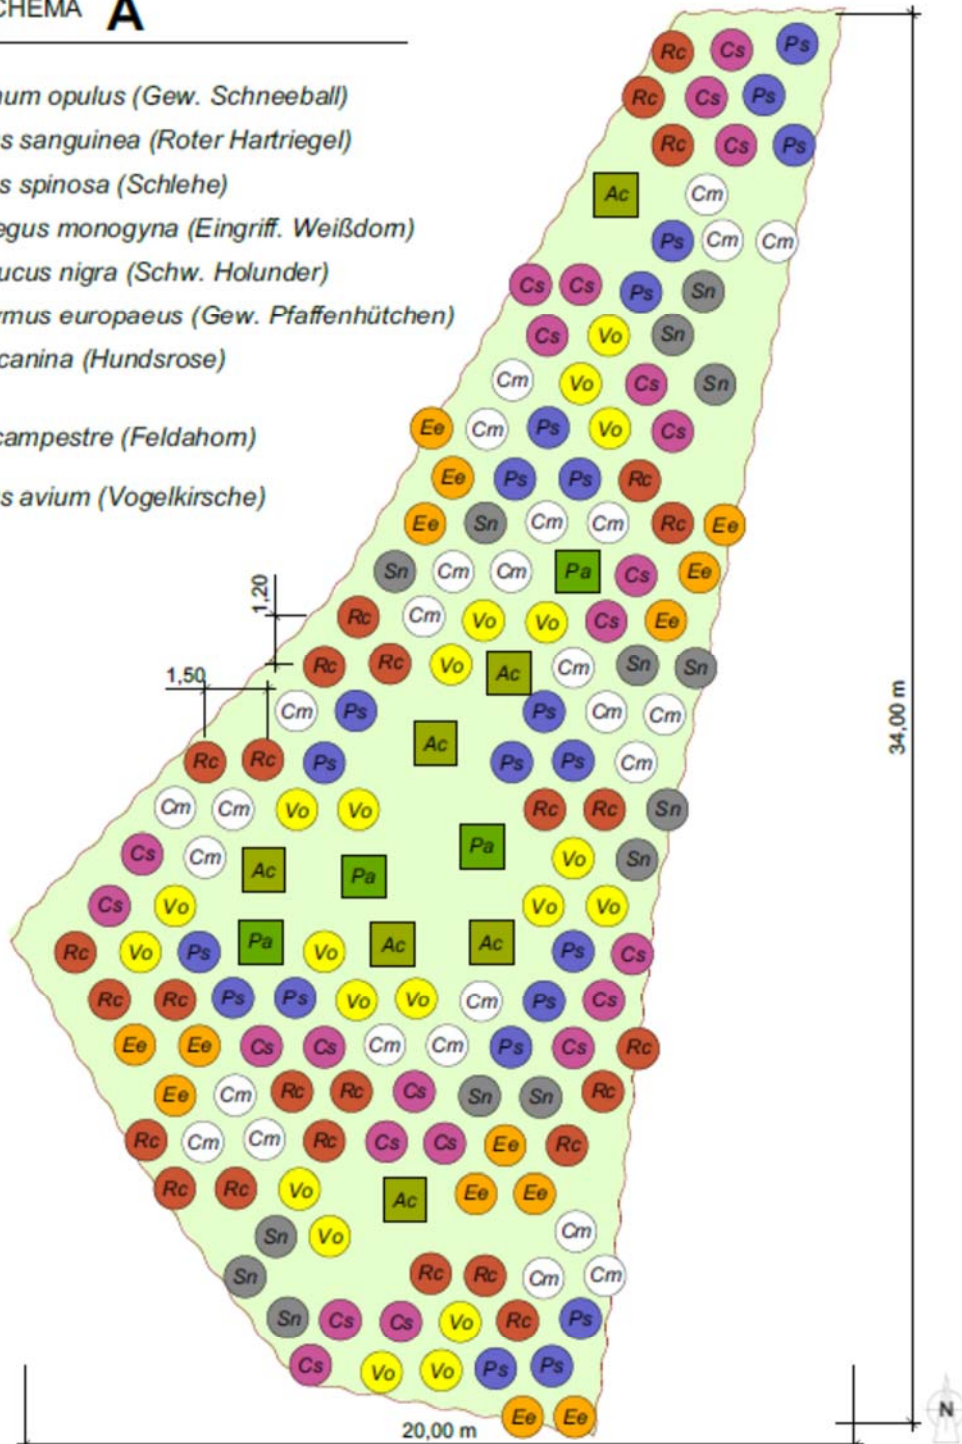 CHEMA A
num opulus (Gew. Schneeball)
s sanguinea (Roter Hartriegel)
s spinosa (Schlehe)
egus monogyna (Eingriff. Weißdom)
ucus nigra (Schw. Holunder)
mus europaeus (Gew. Pfaffenhütchen)
canina (Hundsrose)
campestre (Feldahom)
s avium (Vogelkirsche)
Rc Cs Ps
Rc Cs Ps
Rc Cs Ps
Ac Cm
Ps Cm Cm
Cs Cs Ps Sn
Cs Vo Sn
Cm Vo Cs Sn
Ee Cm Ps Vo Cs
Ee Ps Ps Rc
Ee Sn Cm Cm Rc Ee
Sn Cm Cm Pa Cs Ee
1,20
Rc Cm Vo Vo Cs Ee
Rc Rc Vo Ac Cm Sn Sn
1,50
Cm Ps Ps Cm Cm
34,00 m
Ac
Rc Rc Ps Ps Ps Cm
Cm Cm Vo Vo Rc Rc Sn
Cs Cm Ac Pa Pa Vo Sn
Cs Vo Vo Vo
Rc Vo Ps Pa Vo Ac Ac Ps Cs
Rc Rc Ps Ps Vo Vo Cm Ps Cs
Ee Ee Cs Cs Cm Cm Ps Cs Rc
Ee Cm Rc Rc Cs Sn Sn Rc
Rc Cm Cm Rc Cs Cs Ee Rc
Rc Rc Vo Ac Ee Ee
Sn Vo Cm
Sn Rc Rc Cm Cm
Sn Cs Cs Vo Rc Ps
Cs Vo Vo Ps Ps
Ee Ee
20,00 m
N